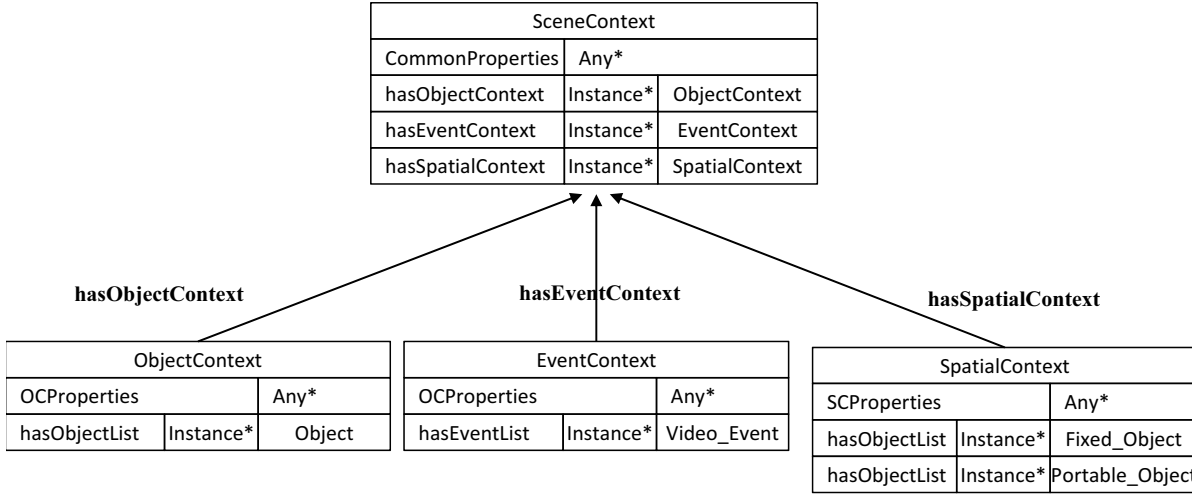 SceneContext
CommonProperties Any*
hasObjectContext Instance* ObjectContext
hasEventContext Instance* EventContext
hasSpatialContext Instance* SpatialContext
hasObjectContext
hasEventContext
hasSpatialContext
ObjectContext
OCProperties Any*
hasObjectList Instance* Object
EventContext
OCProperties Any*
hasEventList Instance* Video_Event
SpatialContext
SCProperties Any*
hasObjectList Instance* Fixed_Object
hasObjectList Instance* Portable_Object